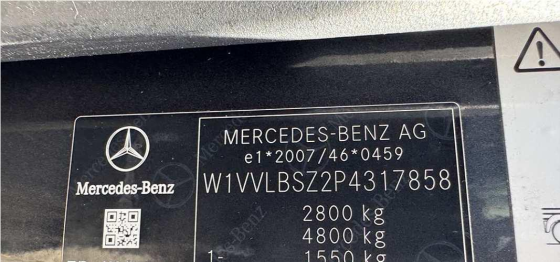 MERCEDES-BENZ AG
e1*2007/46*0459
Mercedes-Benz
W1VVLBSZ2P4317858
2800 kg
4800 kg
1- 1550 kg